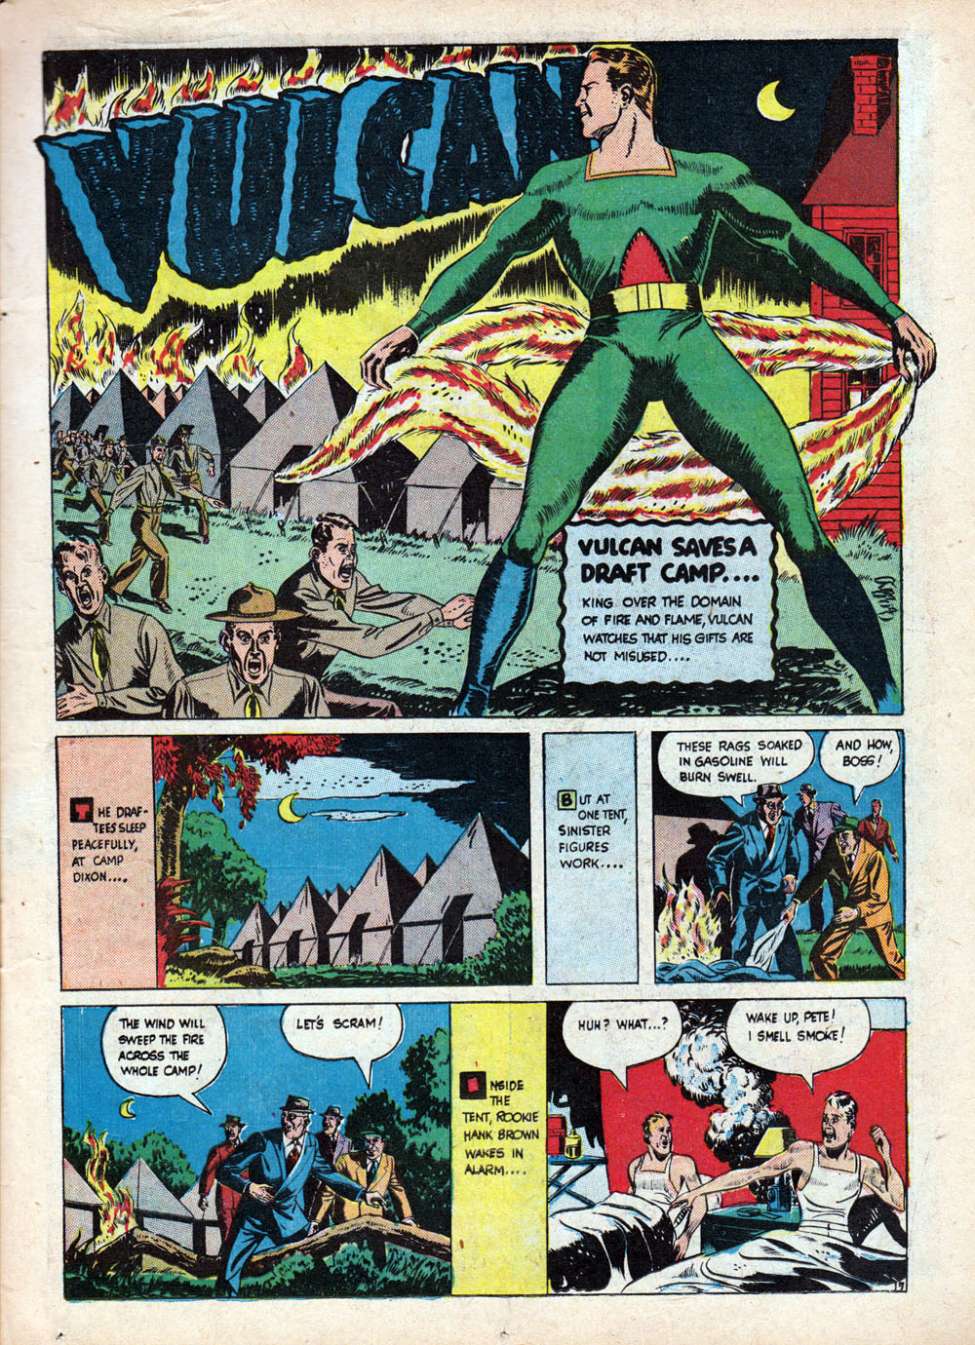 VULCAN
VULCAN SAVES A
DRAFT CAMP....
KING OVER THE DOMAIN
OF FIRE AND FLAME, VULCAN
WATCHES THAT HIS GIFTS ARE
NOT MISUSED....
THE DRAF-
TEES SLEEP
PEACEFULLY,
AT CAMP
DIXON....
BUT AT
ONE TENT,
SINISTER
FIGURES
WORK....
THESE RAGS SOAKED
IN GASOLINE WILL
BURN SWELL.
AND HOW,
BOSS!
THE WIND WILL
SWEEP THE FIRE
ACROSS THE
WHOLE CAMP!
LET'S SCRAM!
INSIDE
THE
TENT, ROOKIE
HANK BROWN
WAKES IN
ALARM....
HUH? WHAT...?
WAKE UP, PETE!
I SMELL SMOKE!